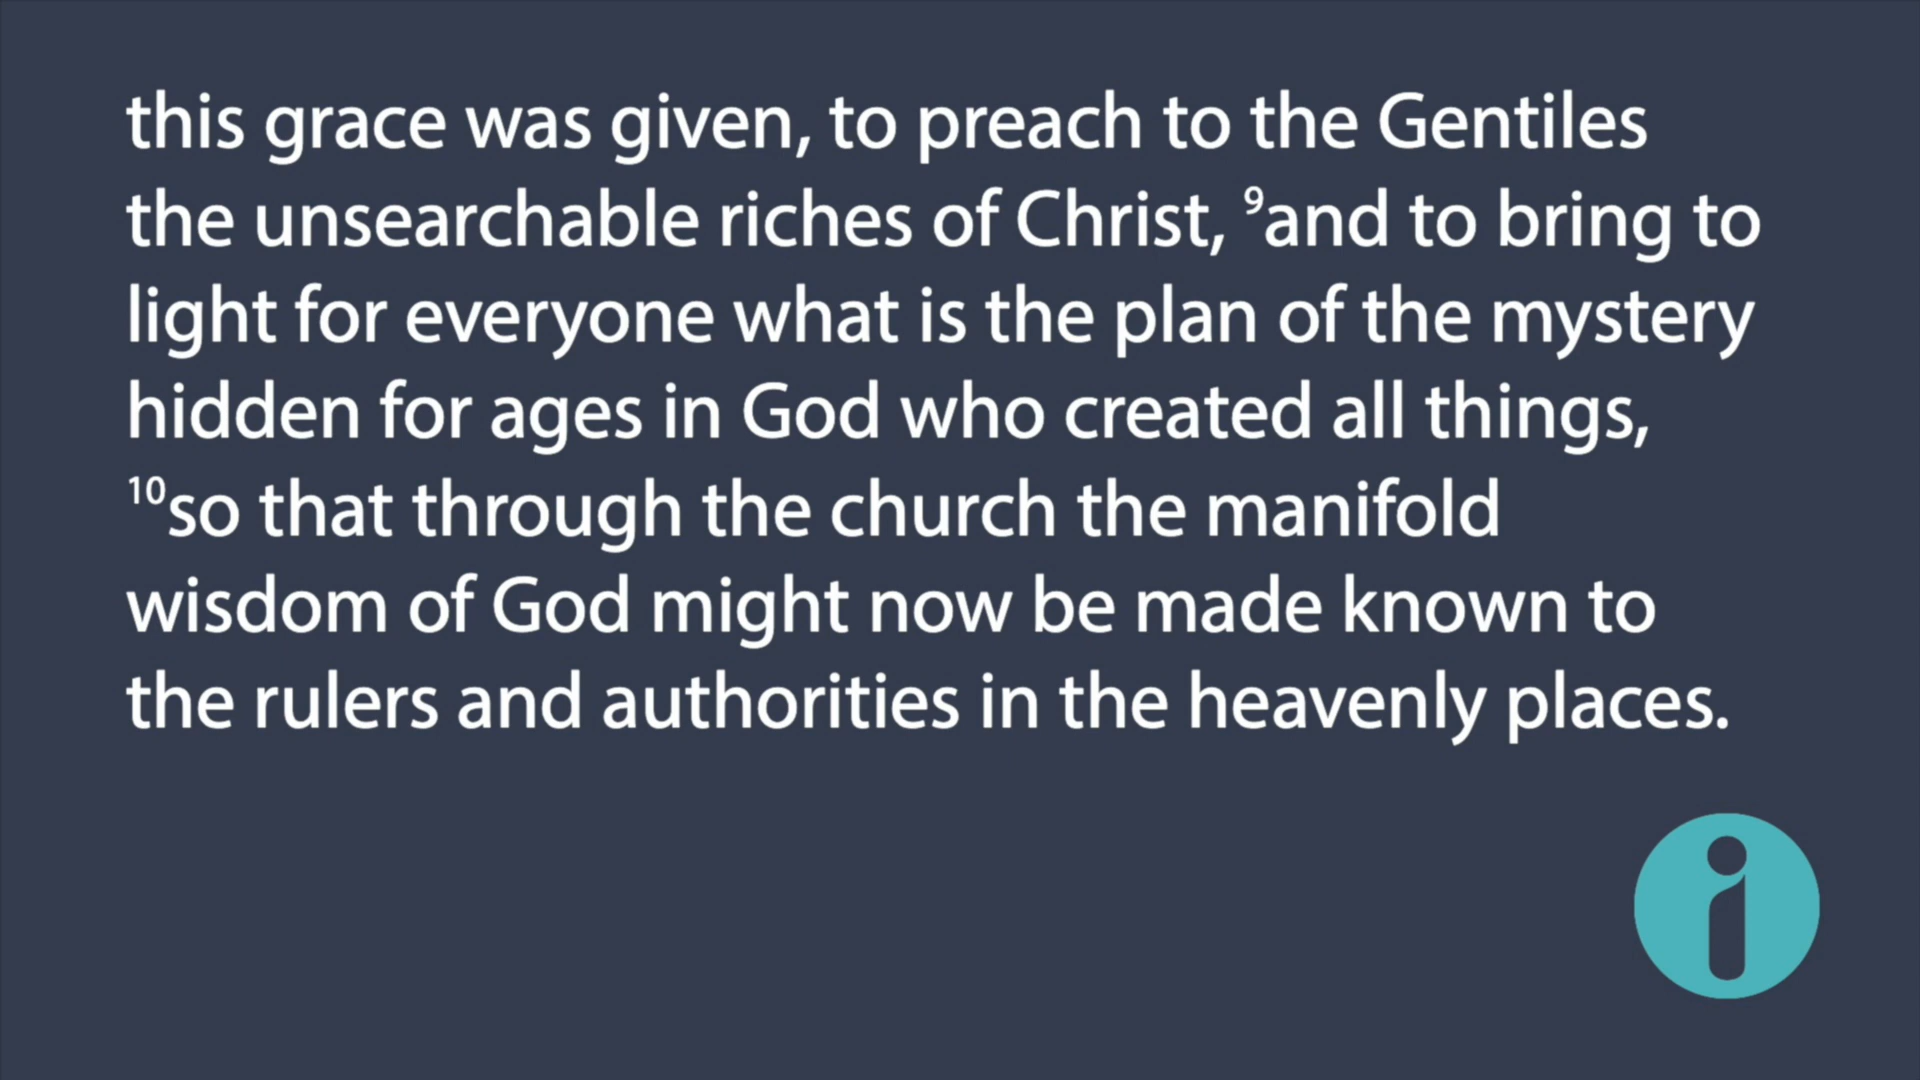 this grace was given, to preach to the Gentiles
the unsearchable riches of Christ, ⁹and to bring to
light for everyone what is the plan of the mystery
hidden for ages in God who created all things,
¹⁰so that through the church the manifold
wisdom of God might now be made known to
the rulers and authorities in the heavenly places.
i